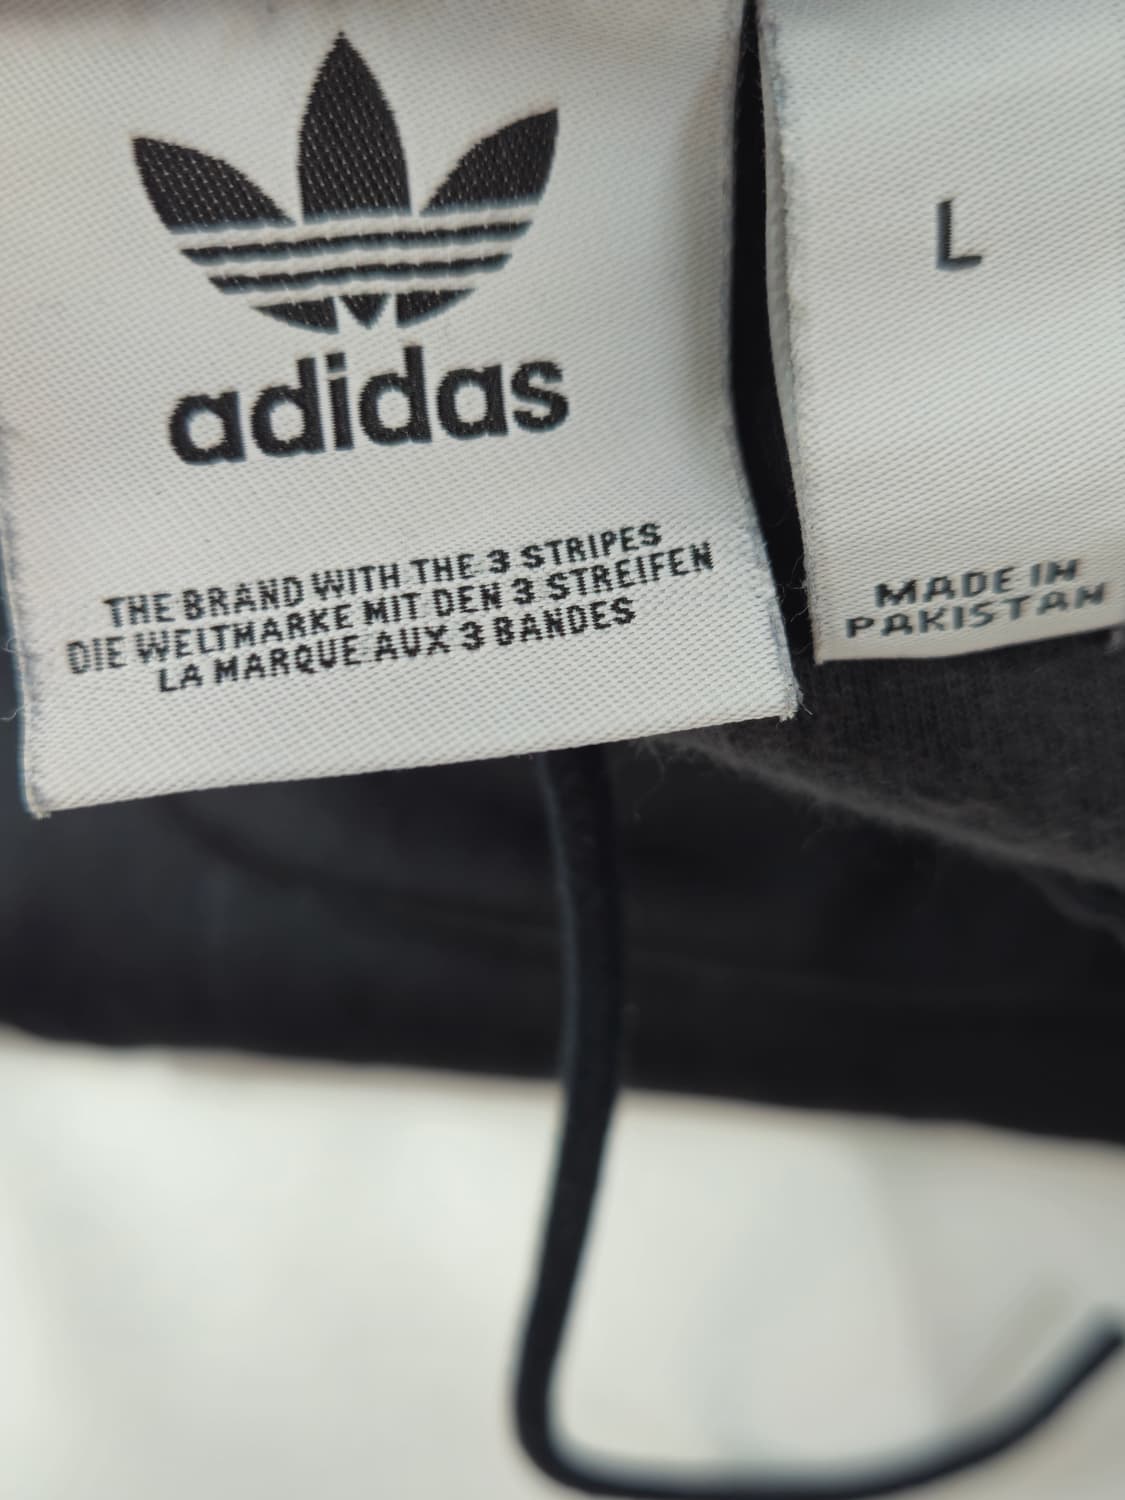 adidas
THE BRAND WITH THE 3 STRIPES
DIE WELTMARKE MIT DEN 3 STREIFEN
LA MARQUE AUX 3 BANDES
L
MADE IN
PAKISTAN